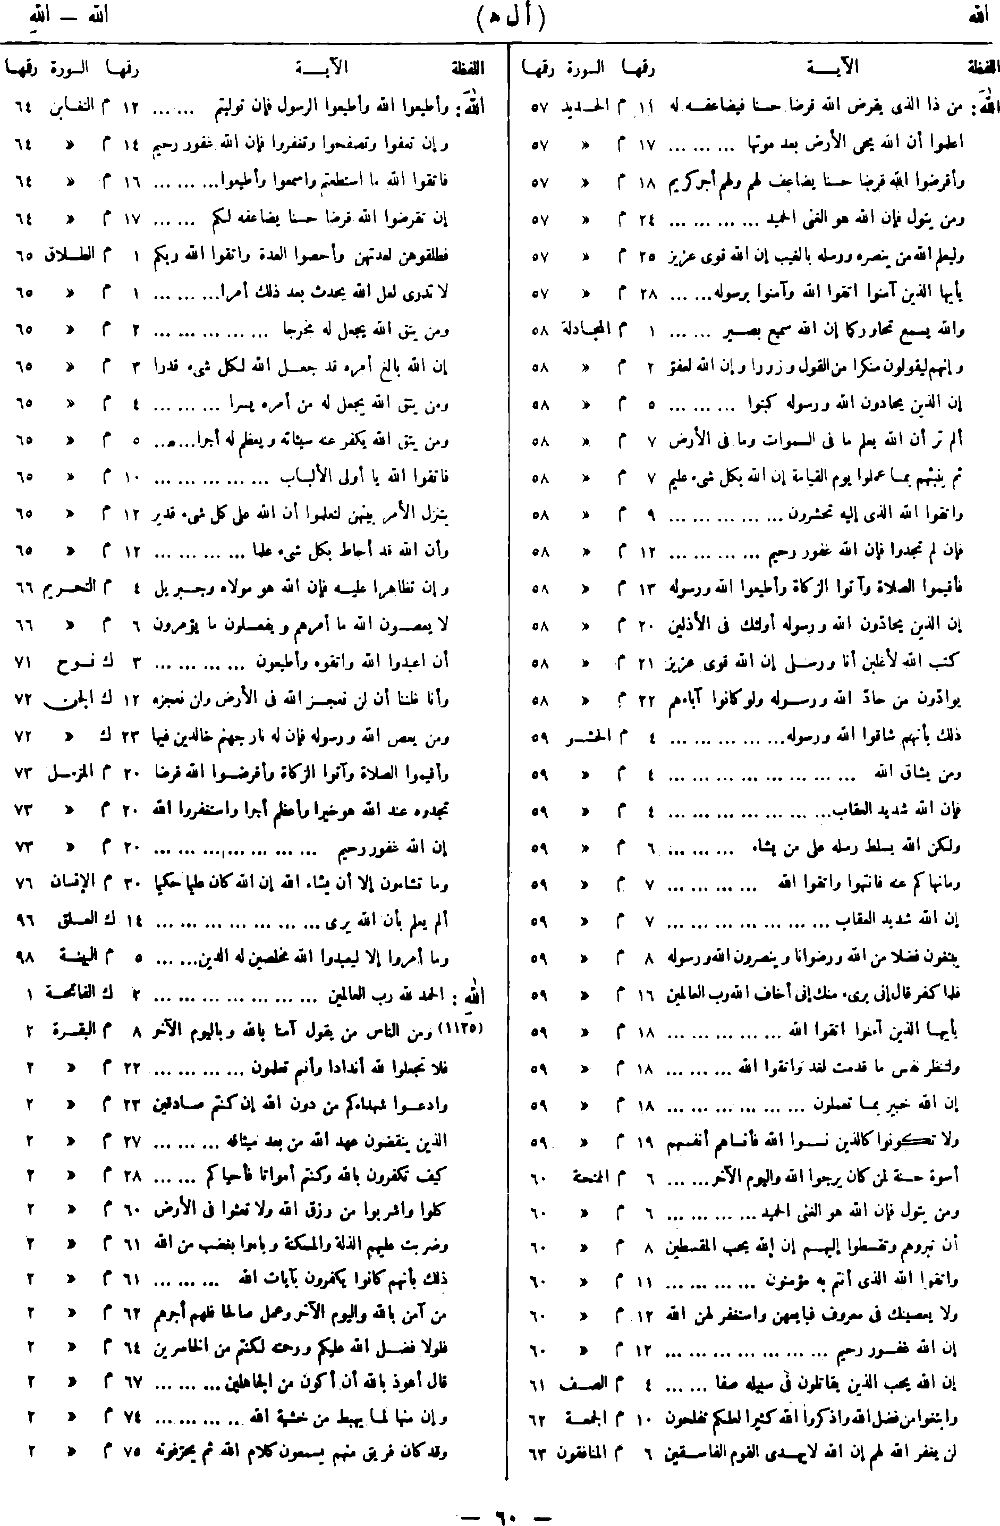 الله
( أ ل ه )
الله — اللهِ
اللفظة الآيـــة رقمها السورة رقمها
اللهَ: من ذا الذى يقرض الله قرضا حسنا فيضاعفه له ١١ م الحديد ٥٧
اعلموا أن الله يحى الأرض بعد موتها ... ... ... ١٧ م « ٥٧
وأقرضوا الله قرضا حسنا يضاعف لهم ولهم أجر كريم ١٨ م « ٥٧
ومن يتول فإن الله هو الغنى الحميد ... ... ... ... ٢٤ م « ٥٧
وليعلم الله من ينصره ورسله بالغيب إن الله قوى عزيز ٢٥ م « ٥٧
يأيها الذين آمنوا اتقوا الله وآمنوا برسوله... ... ... ٢٨ م « ٥٧
والله يسمع تحاوركما إن الله سميع بصير ... ... ١ م المجادلة ٥٨
وإنهم ليقولون منكرا من القول وزورا وإن الله لعفو ٢ م « ٥٨
إن الذين يحادون الله ورسوله كبتوا ... ... ... ٥ م « ٥٨
ألم تر أن الله يعلم ما فى السموات وما فى الأرض ٧ م « ٥٨
ثم ينبئهم بما عملوا يوم القيامة إن الله بكل شىء عليم ٧ م « ٥٨
واتقوا الله الذى إليه تحشرون... ... ... ... ... ٩ م « ٥٨
فإن لم تجدوا فإن الله غفور رحيم ... ... ... ... ١٢ م « ٥٨
فأقيموا الصلاة وآتوا الزكاة وأطيعوا الله ورسوله ١٣ م « ٥٨
إن الذين يحادّون الله ورسوله أولئك فى الأذلين ٢٠ م « ٥٨
كتب الله لأغلبن أنا ورسلى إن الله قوى عزيز ٢١ م « ٥٨
يوادّون من حادّ الله ورسوله ولو كانوا آباءهم ٢٢ م « ٥٨
ذلك بأنهم شاقوا الله ورسوله... ... ... ... ... ٤ م الحشر ٥٩
ومن يشاق الله ... ... ... ... ... ... ... ٤ م « ٥٩
فإن الله شديد العقاب... ... ... ... ... ... ... ٤ م « ٥٩
ولكن الله يسلط رسله على من يشاء ... ... ... ٦ م « ٥٩
ومانهاكم عنه فانتهوا واتقوا الله ... ... ... ... ٧ م « ٥٩
إن الله شديد العقاب ... ... ... ... ... ... ... ٧ م « ٥٩
يبتغون فضلا من الله ورضوانا وينصرون الله ورسوله ٨ م « ٥٩
فلما كفر قال إنى برىء منك إنى أخاف الله رب العالمين ١٦ م « ٥٩
يأيها الذين آمنوا اتقوا الله ... ... ... ... ... ١٨ م « ٥٩
ولتنظر نفس ما قدمت لغد واتقوا الله ... ... ... ١٨ م « ٥٩
إن الله خبير بما تعملون ... ... ... ... ... ... ١٨ م « ٥٩
ولا تكونوا كالذين نسوا الله فأنساهم أنفسهم ١٩ م « ٥٩
أسوة حسنة لمن كان يرجوا الله واليوم الآخر... ... ... ٦ م الممتحنة ٦٠
ومن يتول فإن الله هو الغنى الحميد... ... ... ... ٦ م « ٦٠
أن تبروهم وتقسطوا إليهم إن الله يحب المقسطين ٨ م « ٦٠
واتقوا الله الذى أنتم به مؤمنون ... ... ... ... ١١ م « ٦٠
ولا يعصينك فى معروف فبايعهن واستغفر لهن الله ١٢ م « ٦٠
إن الله غفور رحيم ... ... ... ... ... ... ... ١٢ م « ٦٠
إن الله يحب الذين يقاتلون فى سبيله صفا ... ... ٤ م الصف ٦١
وابتغوا من فضل الله واذكروا الله كثيرا لعلكم تفلحون ١٠ م الجمعة ٦٢
لن يغفر الله لهم إن الله لا يهدى القوم الفاسقين ٦ م المنافقون ٦٣
اللفظة الآيـــة رقمها السورة رقمها
اللهَ: وأطيعوا الله وأطيعوا الرسول فإن توليتم ... ... ١٢ م التغابن ٦٤
وإن تعفوا وتصفحوا وتغفروا فإن الله غفور رحيم ١٤ م « ٦٤
فاتقوا الله ما استطعتم واسمعوا وأطيعوا... ... ... ١٦ م « ٦٤
إن تقرضوا الله قرضا حسنا يضاعفه لكم ... ... ١٧ م « ٦٤
فطلقوهن لعدتهن وأحصوا العدة واتقوا الله ربكم ١ م الطلاق ٦٥
لا تدرى لعل الله يحدث بعد ذلك أمرا... ... ... ١ م « ٦٥
ومن يتق الله يجعل له مخرجا ... ... ... ... ... ٢ م « ٦٥
إن الله بالغ أمره قد جعل الله لكل شىء قدرا ٣ م « ٦٥
ومن يتق الله يجعل له من أمره يسرا ... ... ... ٤ م « ٦٥
ومن يتق الله يكفر عنه سيئاته ويعظم له أجرا... ... ٥ م « ٦٥
فاتقوا الله يا أولى الألباب ... ... ... ... ... ١٠ م « ٦٥
يتنزل الأمر بينهن لتعلموا أن الله على كل شىء قدير ١٢ م « ٦٥
وأن الله قد أحاط بكل شىء علما ... ... ... ... ١٢ م « ٦٥
وإن تظاهرا عليه فإن الله هو مولاه وجبريل ٤ م التحريم ٦٦
لا يعصون الله ما أمرهم ويفعلون ما يؤمرون ٦ م « ٦٦
أن اعبدوا الله واتقوه وأطيعون ... ... ... ... ٣ ك نوح ٧١
وأنا ظننا أن لن نعجز الله فى الأرض ولن نعجزه ١٢ ك الجن ٧٢
ومن يعص الله ورسوله فإن له نار جهنم خالدين فيها ٢٣ ك « ٧٢
وأقيموا الصلاة وآتوا الزكاة وأقرضوا الله قرضا ٢٠ م المزمل ٧٣
تجدوه عند الله هو خيرا وأعظم أجرا واستغفروا الله ٢٠ م « ٧٣
إن الله غفور رحيم ... ... ... ... ... ... ٢٠ م « ٧٣
وما تشاءون إلا أن يشاء الله إن الله كان عليما حكيما ٣٠ م الإنسان ٧٦
ألم يعلم بأن الله يرى... ... ... ... ... ... ... ١٤ ك العلق ٩٦
وما أمروا إلا ليعبدوا الله مخلصين له الدين... ... ... ٥ م البينة ٩٨
اللهِ: الحمد لله رب العالمين ... ... ... ... ... ... ٢ ك الفاتحة ١
(١١٢٥) ومن الناس من يقول آمنا بالله وباليوم الآخر ٨ م البقرة ٢
فلا تجعلوا لله أندادا وأنتم تعلمون ... ... ... ... ٢٢ م « ٢
وادعوا شهداءكم من دون الله إن كنتم صادقين ٢٣ م « ٢
الذين ينقضون عهد الله من بعد ميثاقه ... ... ... ٢٧ م « ٢
كيف تكفرون بالله وكنتم أمواتا فأحياكم ... ... ٢٨ م « ٢
كلوا واشربوا من رزق الله ولا تعثوا فى الأرض ٦٠ م « ٢
وضربت عليهم الذلة والمسكنة وباءوا بغضب من الله ٦١ م « ٢
ذلك بأنهم كانوا يكفرون بآيات الله ... ... ... ٦١ م « ٢
من آمن بالله واليوم الآخر وعمل صالحا فلهم أجرهم ٦٢ م « ٢
فلولا فضل الله عليكم ورحمته لكنتم من الخاسرين ٦٤ م « ٢
قال أعوذ بالله أن أكون من الجاهلين ... ... ... ٦٧ م « ٢
وإن منها لما يهبط من خشية الله ... ... ... ... ٧٤ م « ٢
وقد كان فريق منهم يسمعون كلام الله ثم يحرّفونه ٧٥ م « ٢
— ٦٠ —